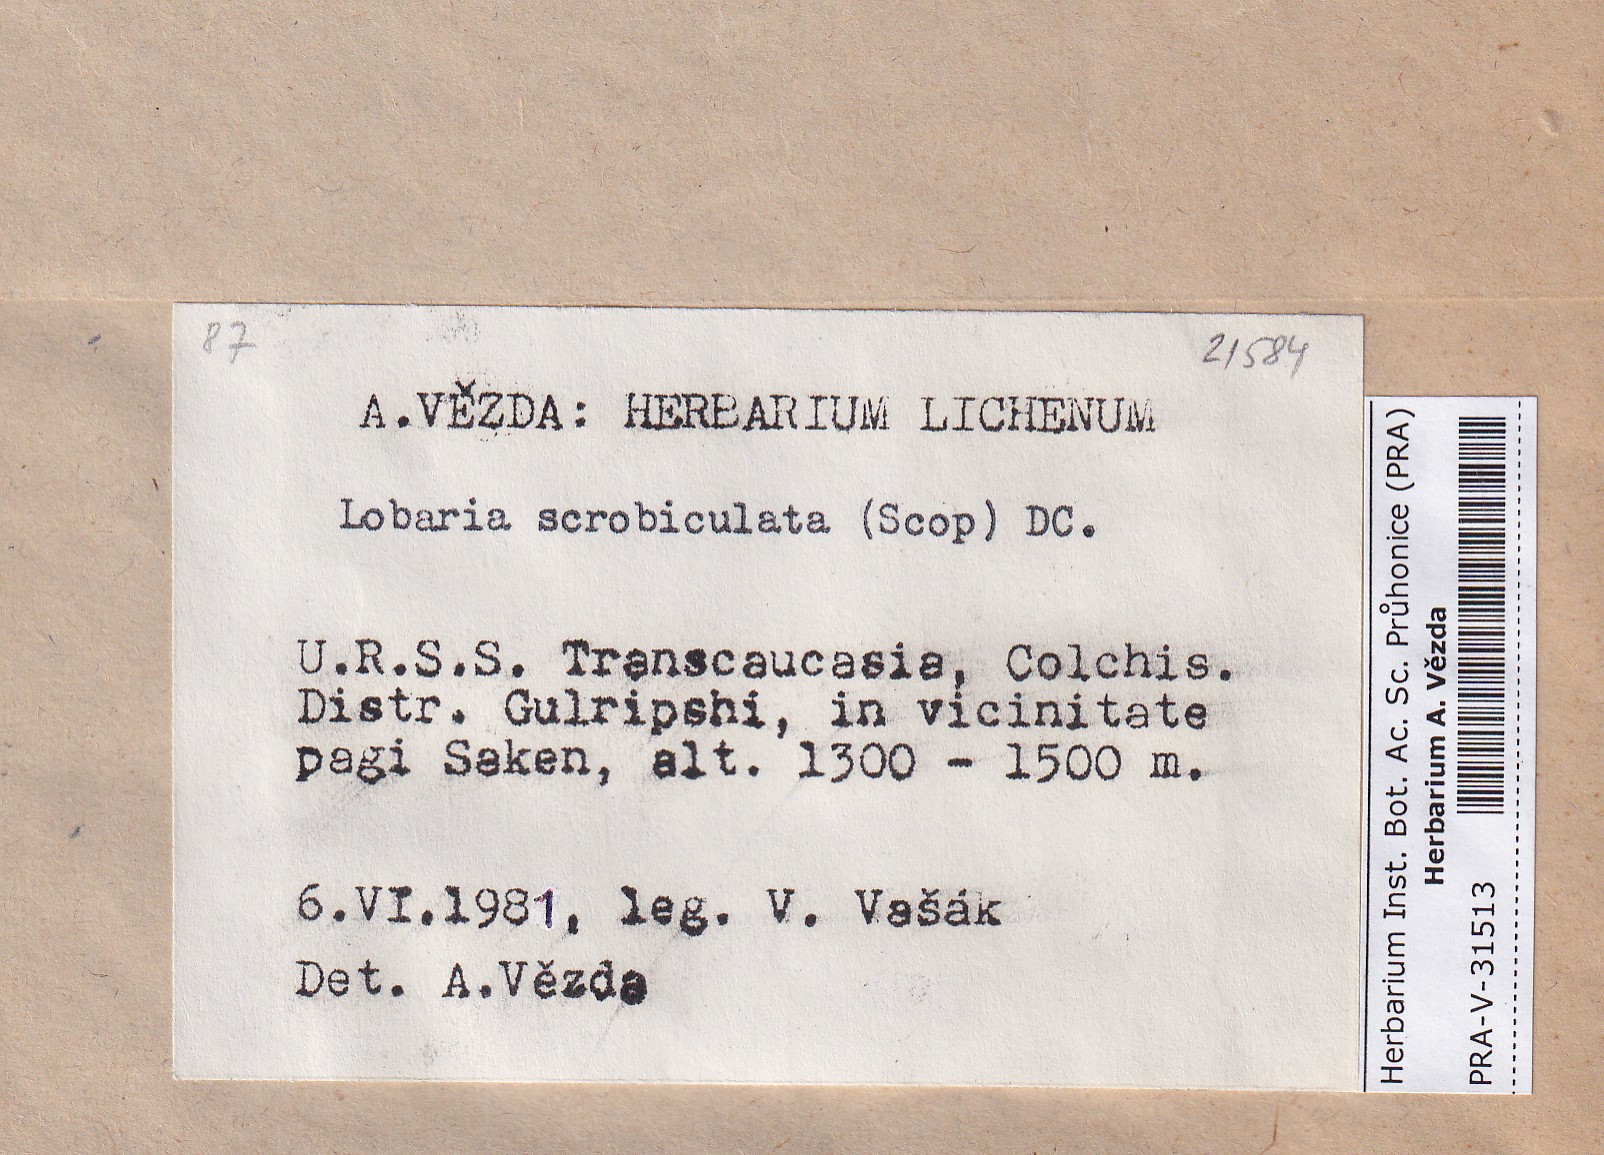 87
21584
A.VĚZDA: HERBARIUM LICHENUM
Lobaria scrobiculata (Scop) DC.
U.R.S.S. Transcaucasia, Colchis.
Distr. Gulripshi, in vicinitate
pagi Saken, alt. 1300 - 1500 m.
6.VI.1981, leg. V. Vašák
Det. A.Vězda
Herbarium Inst. Bot. Ac. Sc. Průhonice (PRA)
Herbarium A. Vězda
PRA-V-31513